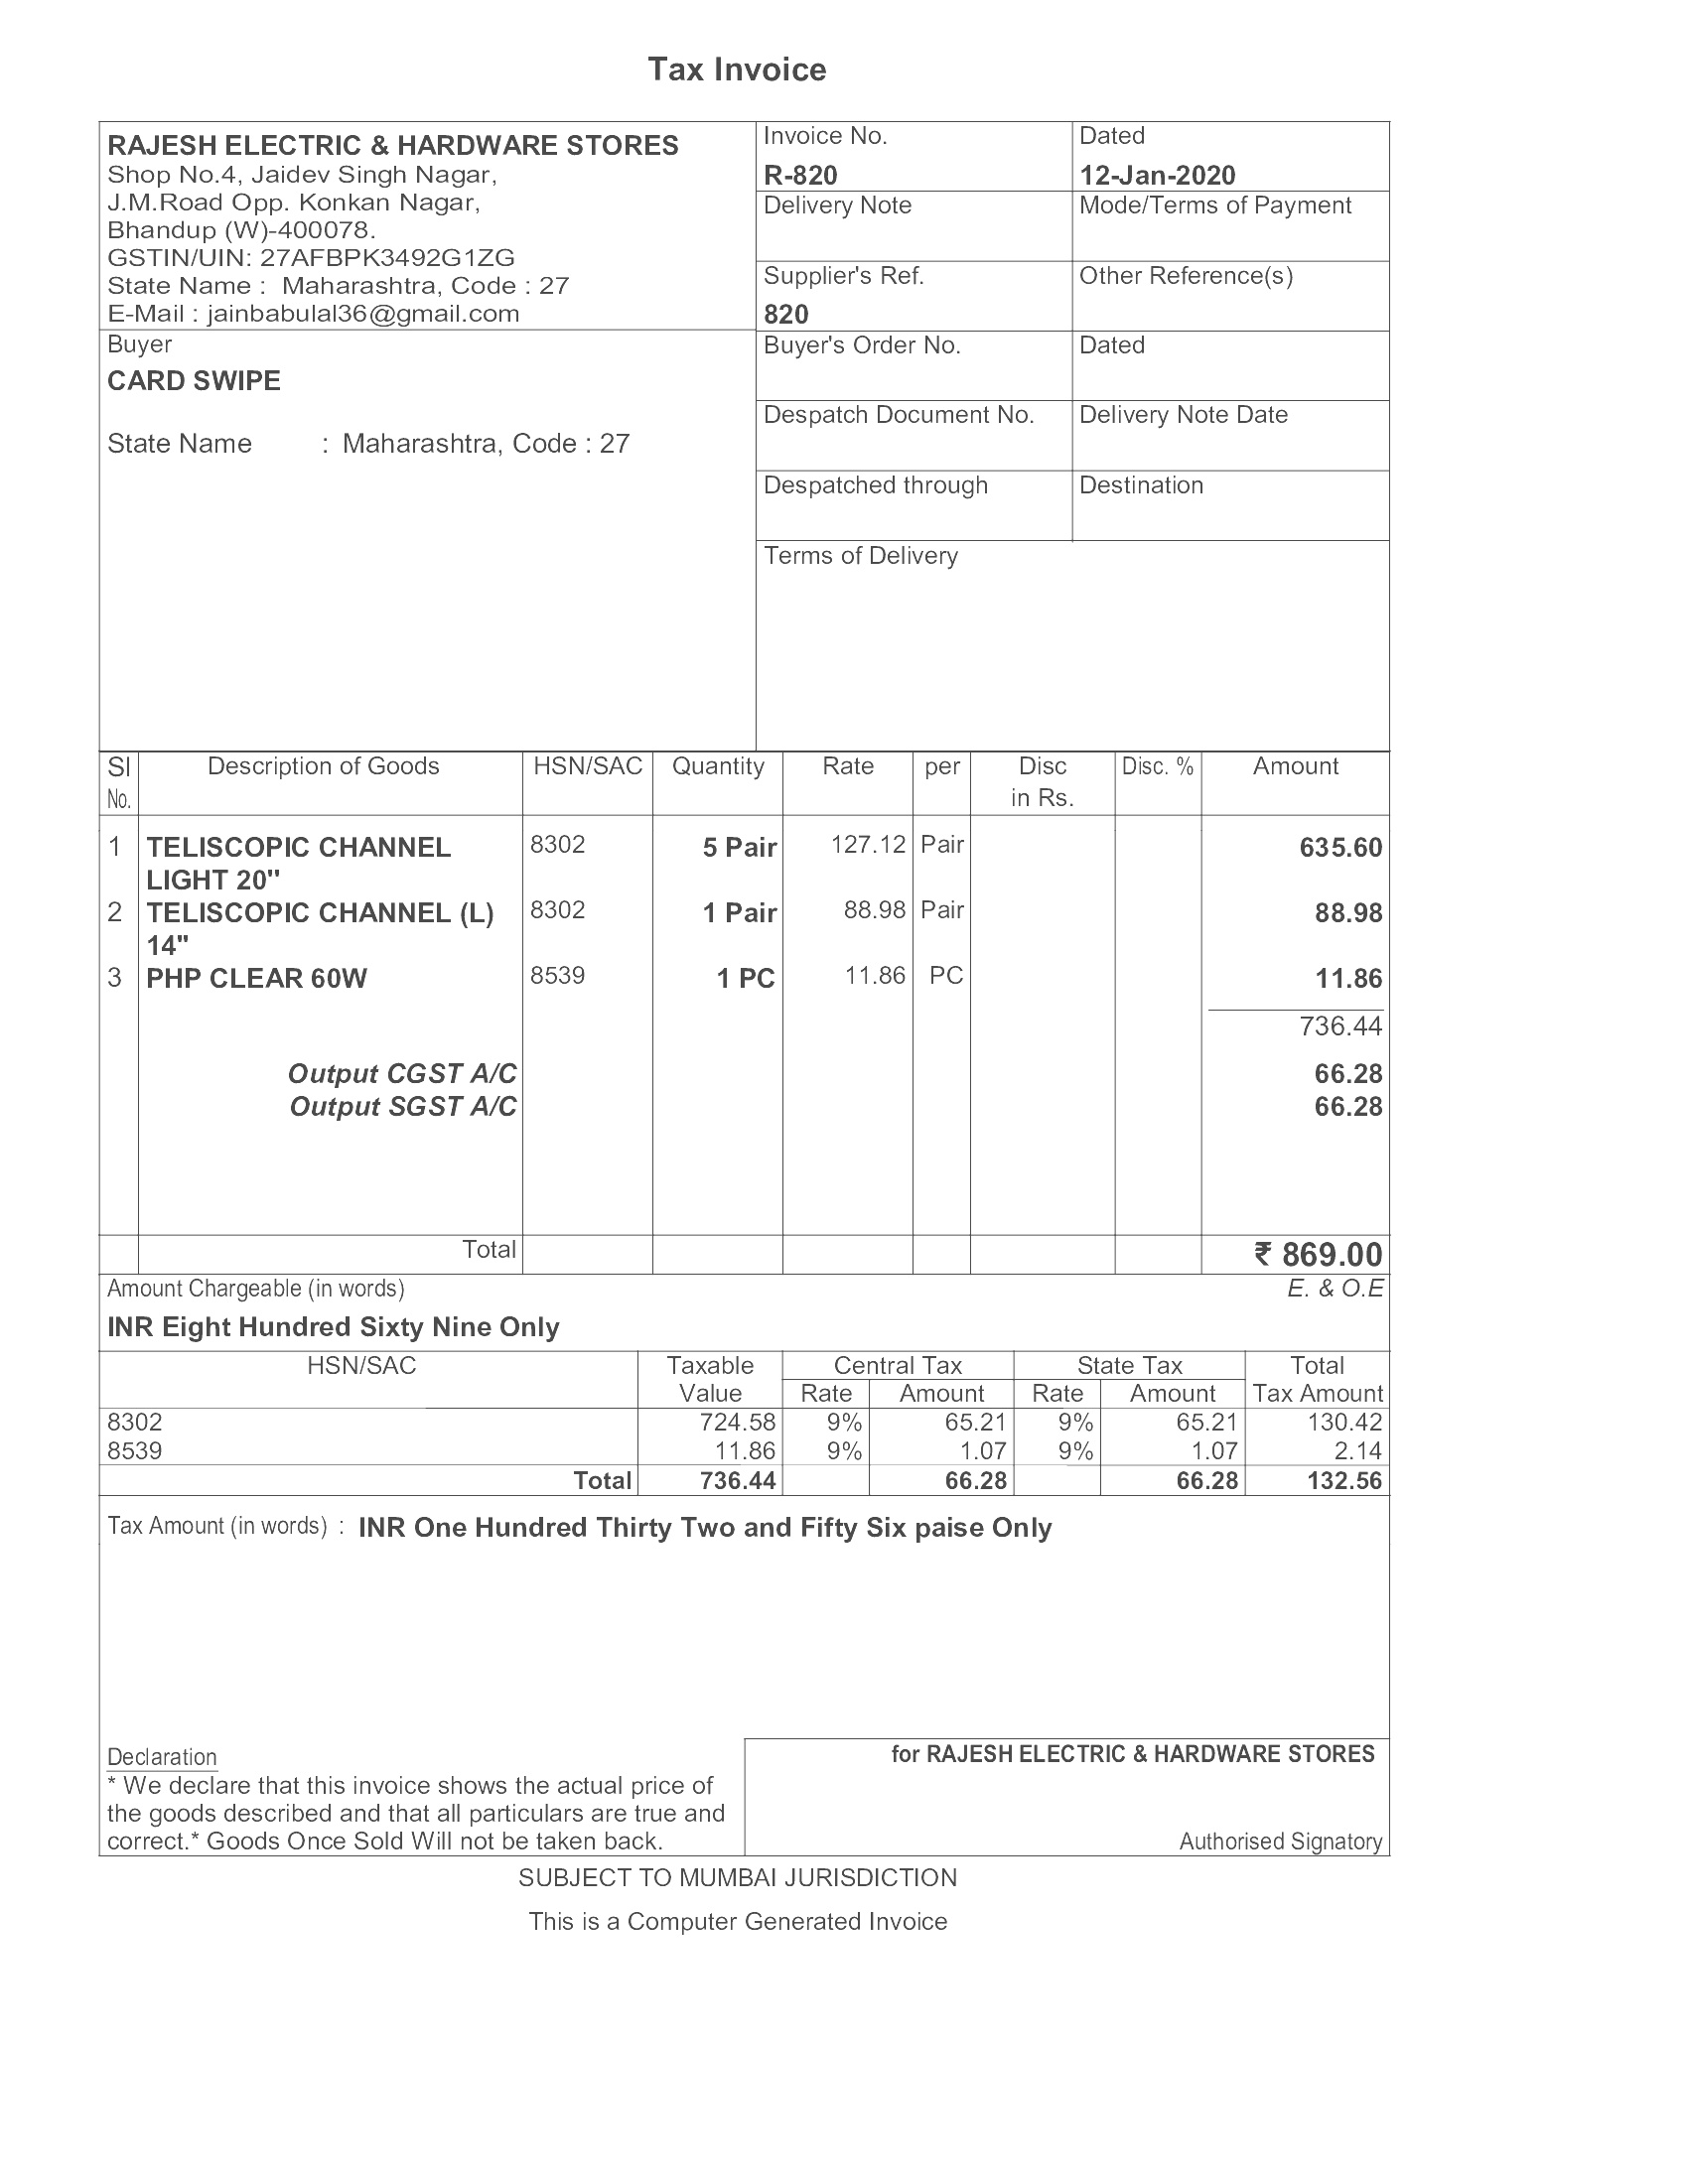 Tax Invoice
RAJESH ELECTRIC & HARDWARE STORES
Shop No.4, Jaidev Singh Nagar,
J.M.Road Opp. Konkan Nagar,
Bhandup (W)-400078.
GSTIN/UIN: 27AFBPK3492G1ZG
State Name : Maharashtra, Code : 27
E-Mail : jainbabulal36@gmail.com
Invoice No. Dated
R-820 12-Jan-2020
Delivery Note Mode/Terms of Payment
Supplier's Ref. Other Reference(s)
820
Buyer
CARD SWIPE
State Name : Maharashtra, Code : 27
Buyer's Order No. Dated
Despatch Document No. Delivery Note Date
Despatched through Destination
Terms of Delivery
Sl Description of Goods HSN/SAC Quantity Rate per Disc Disc. % Amount
No. in Rs.
1 TELISCOPIC CHANNEL 8302 5 Pair 127.12 Pair 635.60
LIGHT 20"
2 TELISCOPIC CHANNEL (L) 8302 1 Pair 88.98 Pair 88.98
14"
3 PHP CLEAR 60W 8539 1 PC 11.86 PC 11.86
736.44
Output CGST A/C 66.28
Output SGST A/C 66.28
Total ₹ 869.00
Amount Chargeable (in words) E. & O.E
INR Eight Hundred Sixty Nine Only
HSN/SAC Taxable Central Tax State Tax Total
Value Rate Amount Rate Amount Tax Amount
8302 724.58 9% 65.21 9% 65.21 130.42
8539 11.86 9% 1.07 9% 1.07 2.14
Total 736.44 66.28 66.28 132.56
Tax Amount (in words) : INR One Hundred Thirty Two and Fifty Six paise Only
Declaration
* We declare that this invoice shows the actual price of
the goods described and that all particulars are true and
correct.* Goods Once Sold Will not be taken back.
for RAJESH ELECTRIC & HARDWARE STORES
Authorised Signatory
SUBJECT TO MUMBAI JURISDICTION
This is a Computer Generated Invoice